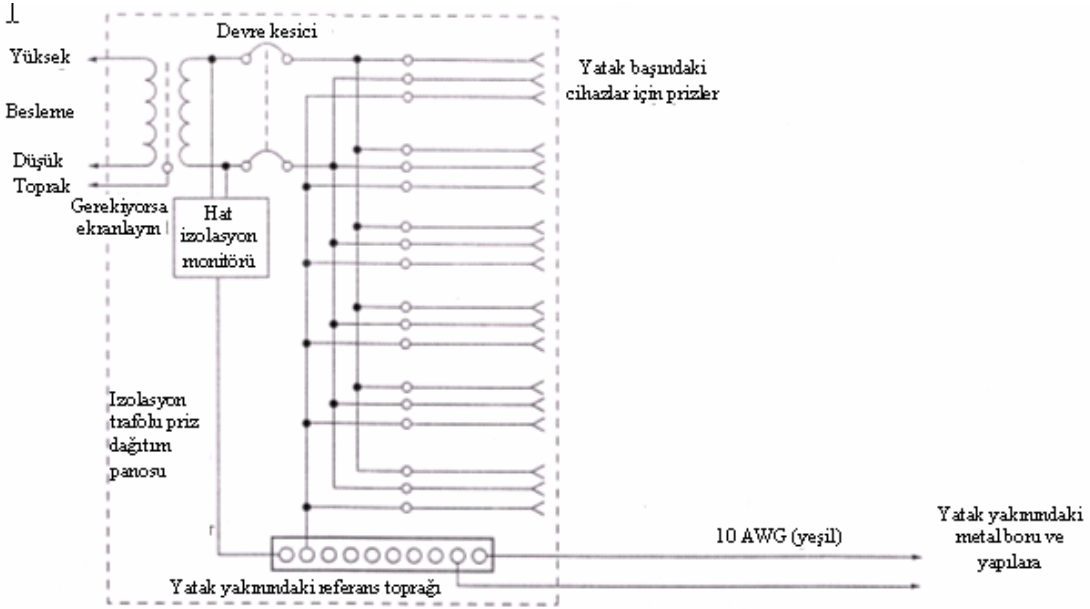 Devre kesici
Yüksek
Besleme
Düşük
Toprak
Gerekiyorsa
ekranlayın
Hat
izolasyon
monitörü
Yatak başındaki
cihazlar için prizler
Izolasyon
trafolu priz
dağıtım
panosu
10 AWG (yeşil)
Yatak yakınındaki
metal boru ve
yapılara
Yatak yakınındaki referans toprağı